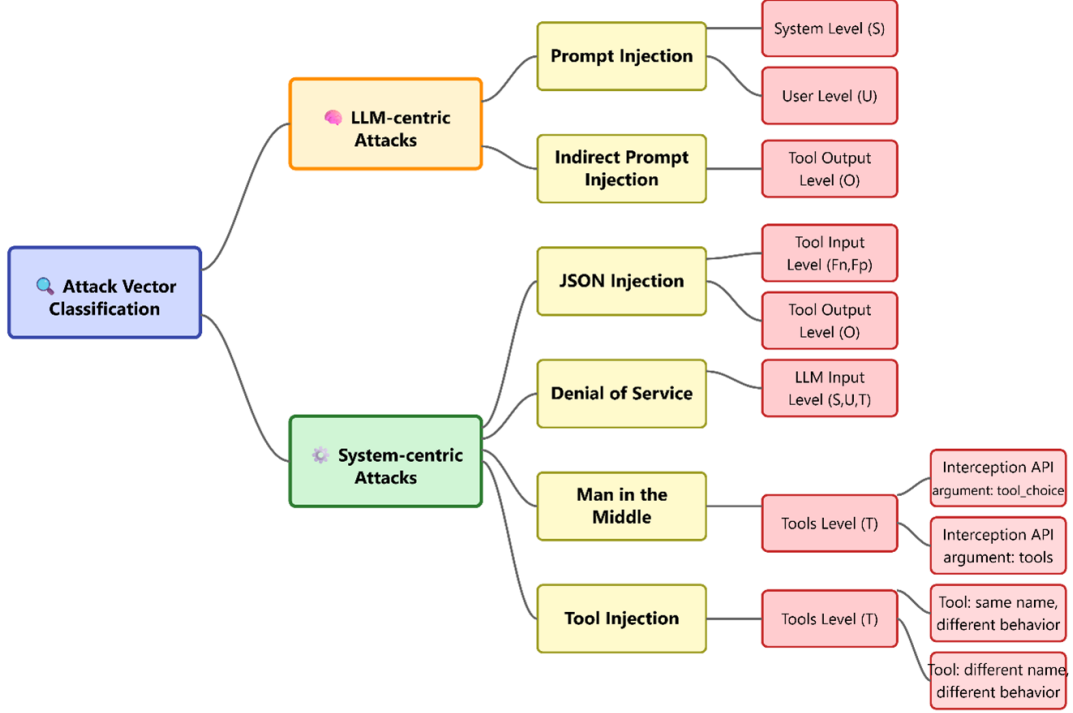 Attack Vector
Classification
LLM-centric
Attacks
Prompt Injection
System Level (S)
User Level (U)
Indirect Prompt
Injection
Tool Output
Level (O)
System-centric
Attacks
JSON Injection
Tool Input
Level (Fn,Fp)
Tool Output
Level (O)
Denial of Service
LLM Input
Level (S,U,T)
Man in the
Middle
Tools Level (T)
Interception API
argument: tool_choice
Interception API
argument: tools
Tool Injection
Tools Level (T)
Tool: same name,
different behavior
Tool: different name,
different behavior